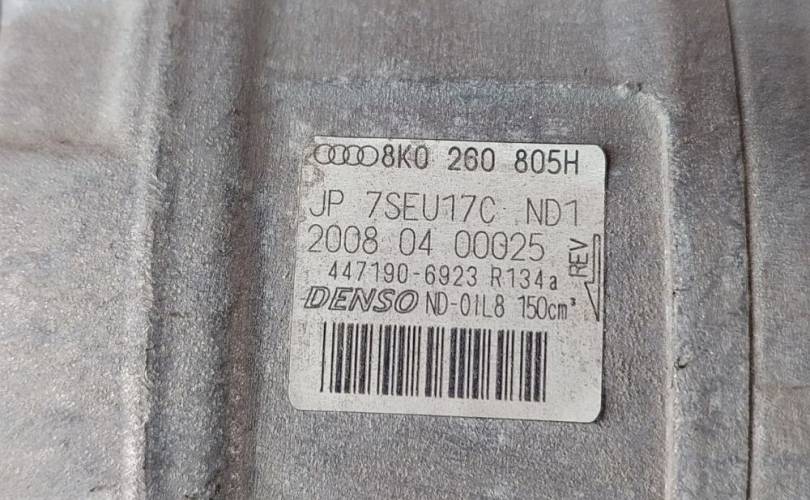 8K0 260 805H
JP 7SEU17C ND1
2008 04 00025
REV
447190-6923 R134a
DENSO ND-OIL8 150cm³